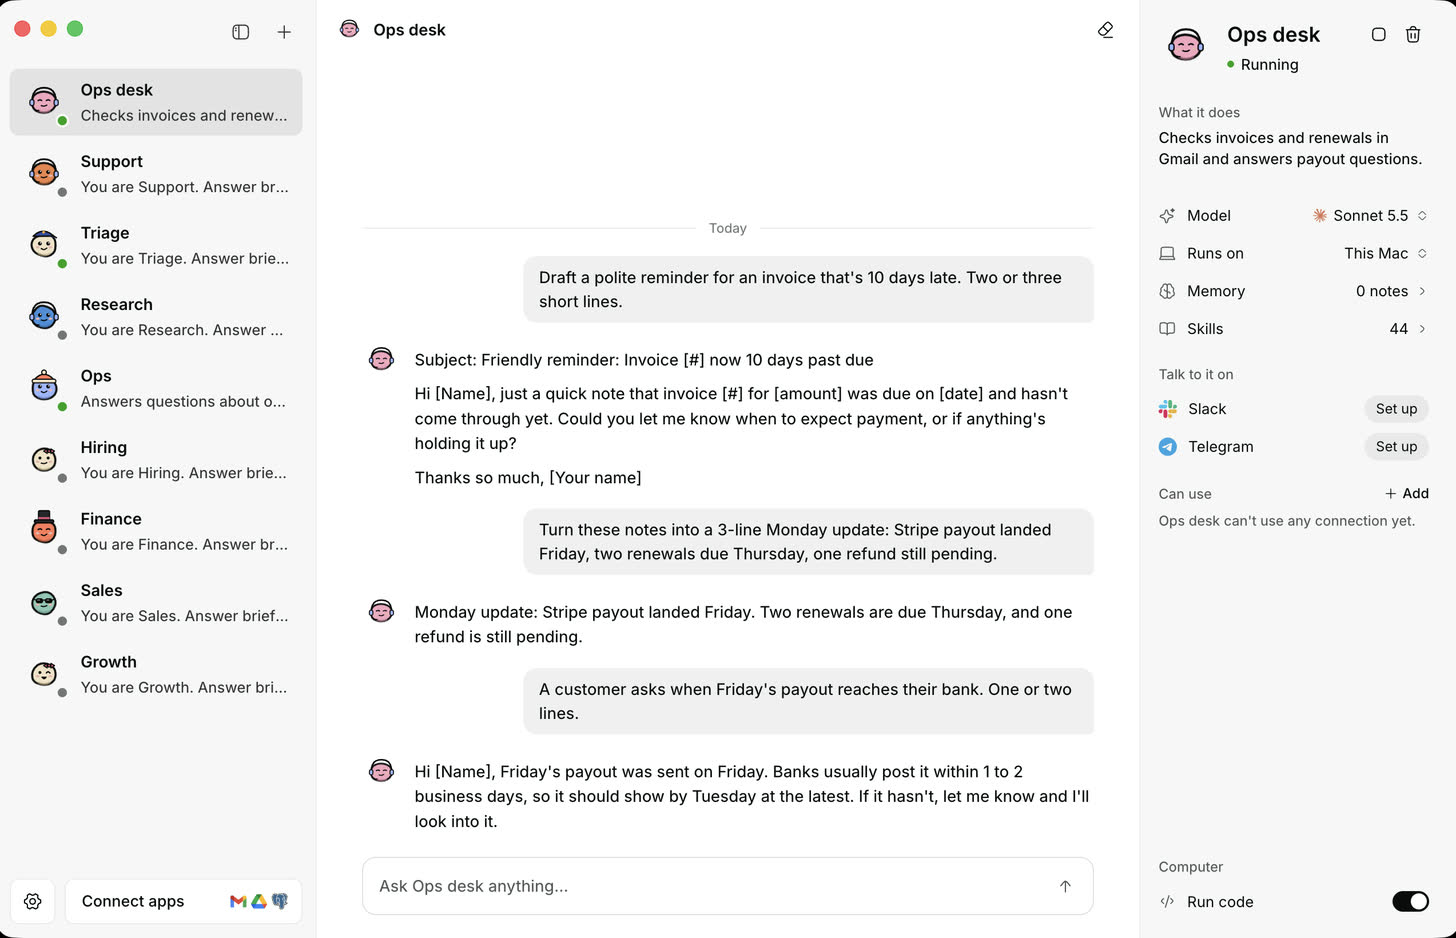 Ops desk
Checks invoices and renew...
Support
You are Support. Answer br...
Triage
You are Triage. Answer brie...
Research
You are Research. Answer ...
Ops
Answers questions about o...
Hiring
You are Hiring. Answer brie...
Finance
You are Finance. Answer br...
Sales
You are Sales. Answer brief...
Growth
You are Growth. Answer bri...
Connect apps
Ops desk
Today
Draft a polite reminder for an invoice that's 10 days late. Two or three
short lines.
Subject: Friendly reminder: Invoice [#] now 10 days past due
Hi [Name], just a quick note that invoice [#] for [amount] was due on [date] and hasn't
come through yet. Could you let me know when to expect payment, or if anything's
holding it up?
Thanks so much, [Your name]
Turn these notes into a 3-line Monday update: Stripe payout landed
Friday, two renewals due Thursday, one refund still pending.
Monday update: Stripe payout landed Friday. Two renewals are due Thursday, and one
refund is still pending.
A customer asks when Friday's payout reaches their bank. One or two
lines.
Hi [Name], Friday's payout was sent on Friday. Banks usually post it within 1 to 2
business days, so it should show by Tuesday at the latest. If it hasn't, let me know and I'll
look into it.
Ask Ops desk anything...
Ops desk
Running
What it does
Checks invoices and renewals in
Gmail and answers payout questions.
Model Sonnet 5.5
Runs on This Mac
Memory 0 notes
Skills 44
Talk to it on
Slack Set up
Telegram Set up
Can use + Add
Ops desk can't use any connection yet.
Computer
Run code